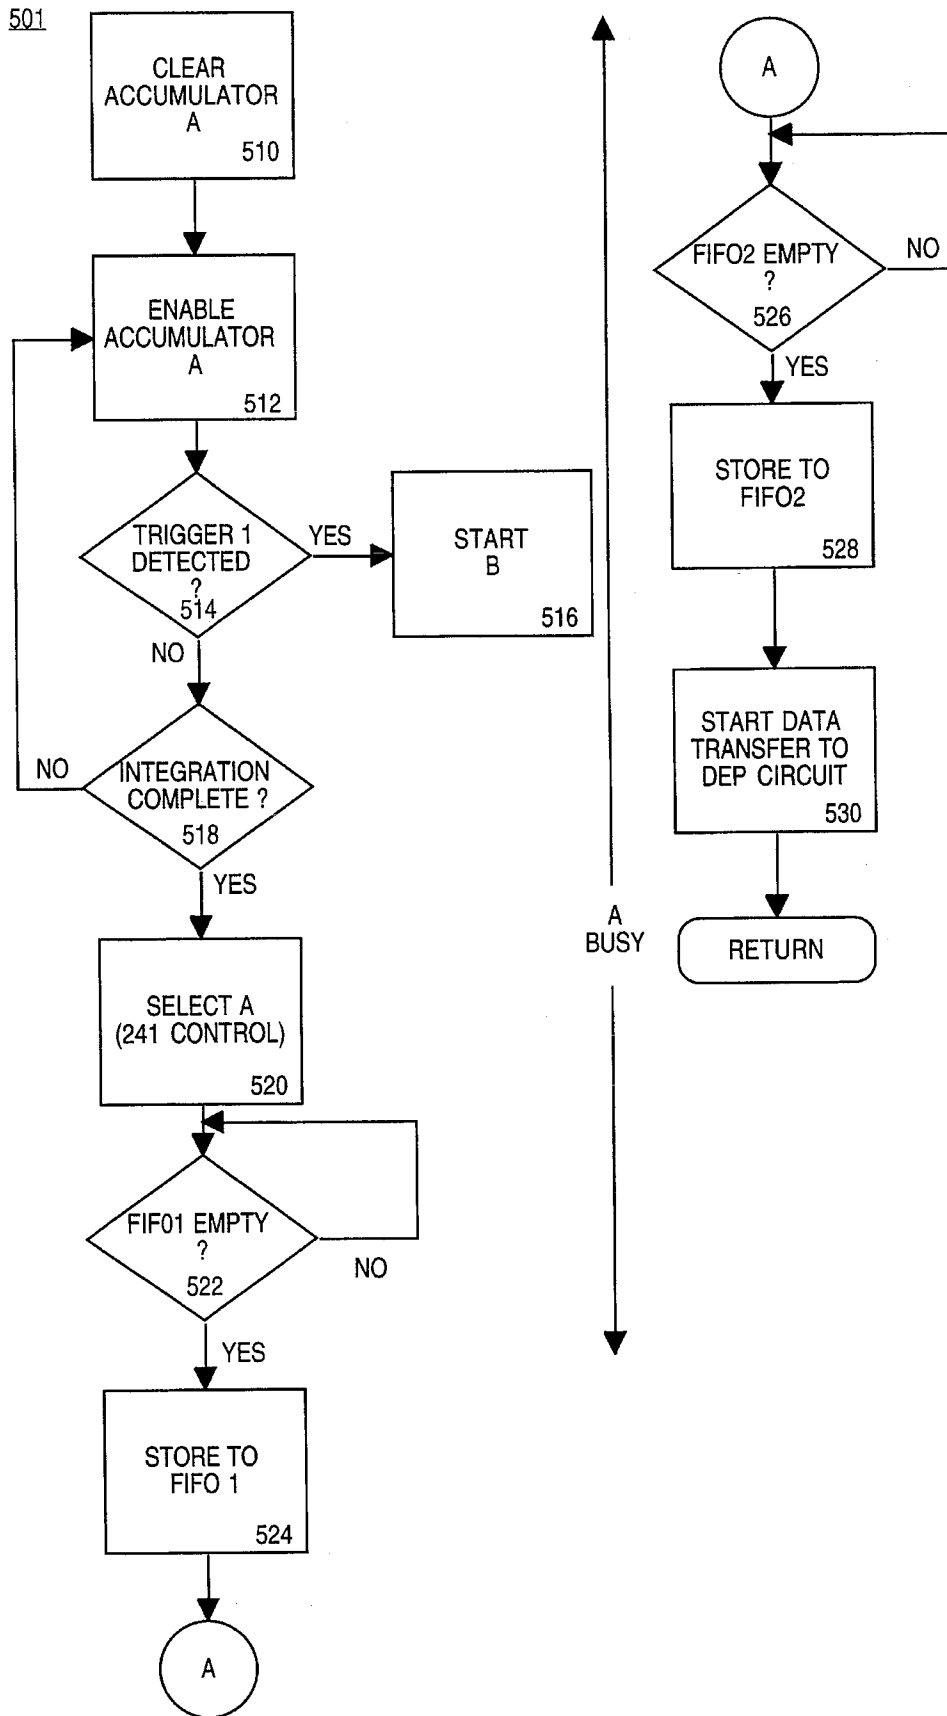 501
CLEAR
ACCUMULATOR
A
510
ENABLE
ACCUMULATOR
A
512
TRIGGER 1
DETECTED
?
514
YES
START
B
516
NO
INTEGRATION
COMPLETE ?
518
NO
YES
SELECT A
(241 CONTROL)
520
FIF01 EMPTY
?
522
NO
YES
STORE TO
FIFO 1
524
A
A
BUSY
A
FIFO2 EMPTY
?
526
NO
YES
STORE TO
FIFO2
528
START DATA
TRANSFER TO
DEP CIRCUIT
530
RETURN